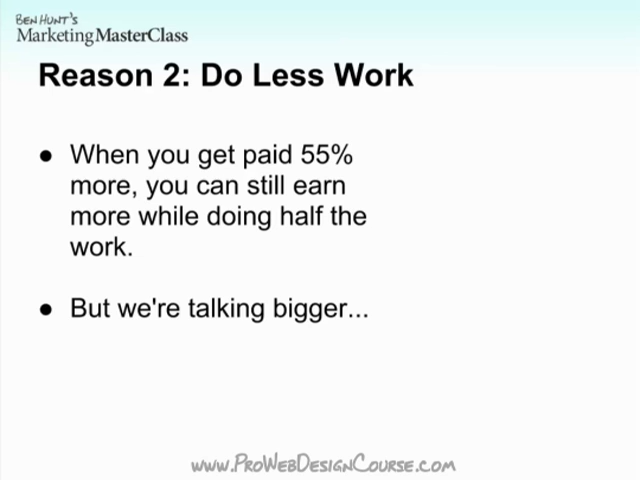 BEN HUNT'S
Marketing MasterClass
Reason 2: Do Less Work
● When you get paid 55%
more, you can still earn
more while doing half the
work.
● But we're talking bigger...
www.ProWebDesignCourse.com